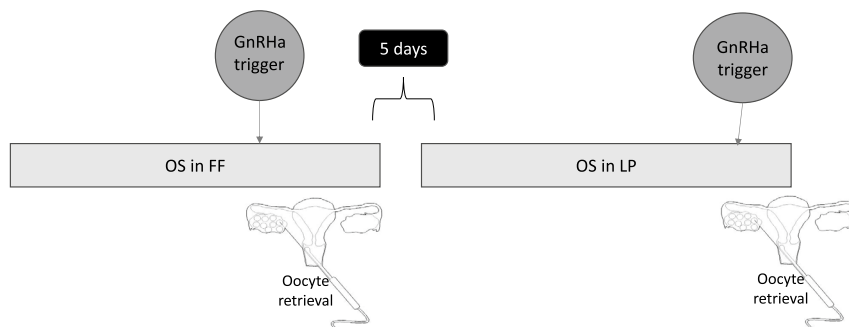 GnRHa
trigger
5 days
GnRHa
trigger
OS in FF
OS in LP
Oocyte
retrieval
Oocyte
retrieval